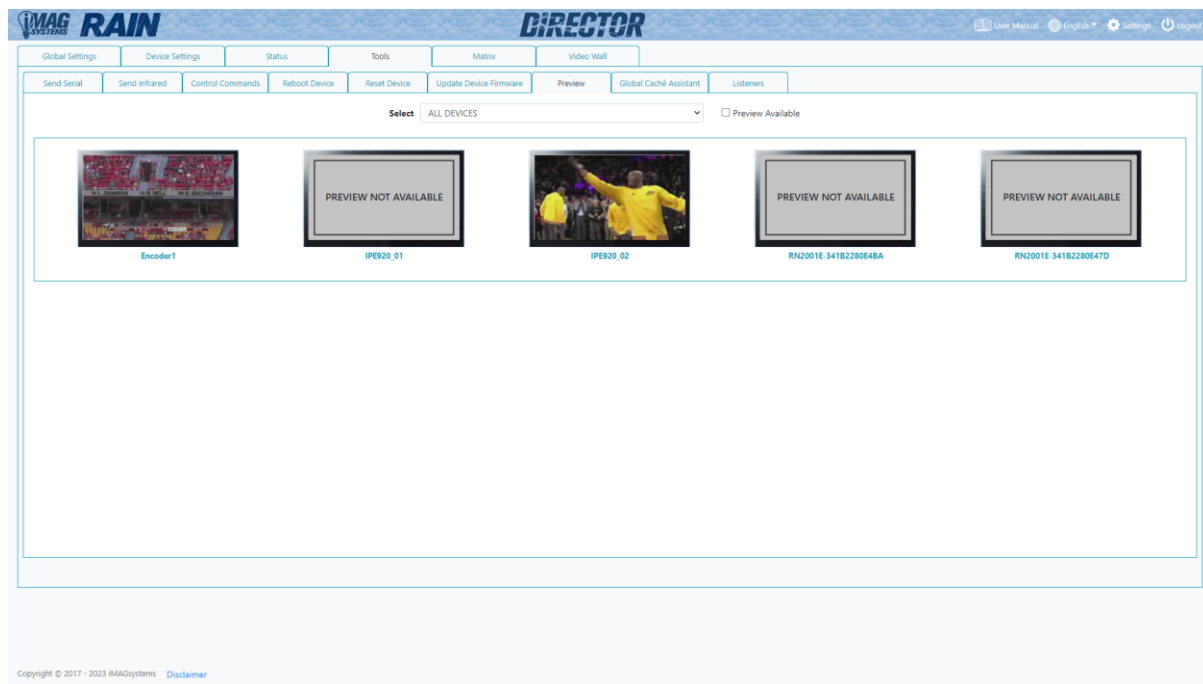 iMAG SYSTEMS RAIN DIRECTOR User Manual English Settings Logout
Global Settings Device Settings Status Tools Matrix Video Wall
Send Serial Send Infrared Control Commands Reboot Device Reset Device Update Device Firmware Preview Global Caché Assistant Listeners
Select ALL DEVICES Preview Available
PREVIEW NOT AVAILABLE PREVIEW NOT AVAILABLE PREVIEW NOT AVAILABLE
Encoder1 IPE920_01 IPE920_02 RN2001E-341B2280E4BA RN2001E-341B2280E47D
Copyright © 2017 - 2023 iMAGsystems Disclaimer